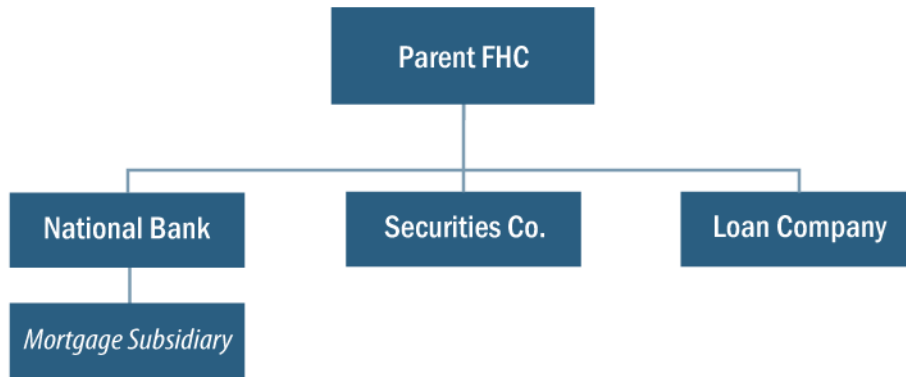 Parent FHC
National Bank
Securities Co.
Loan Company
Mortgage Subsidiary